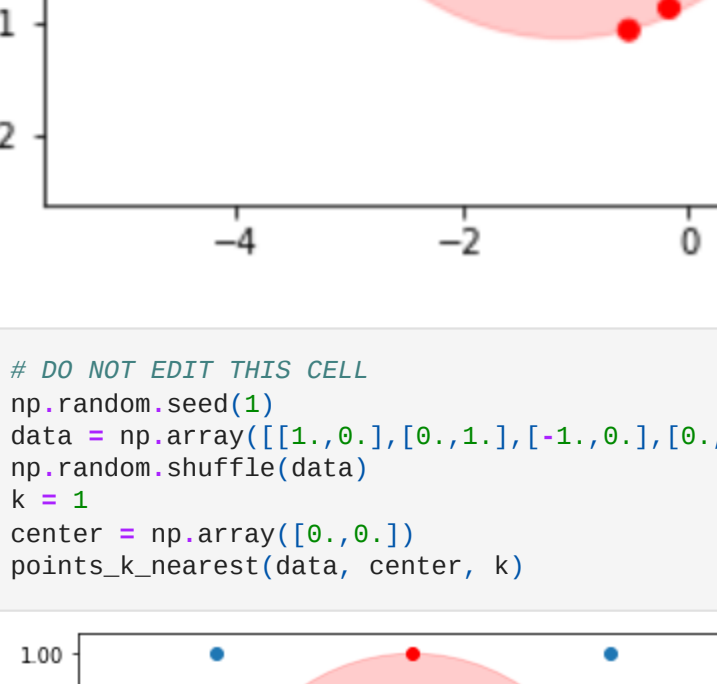 1
2
−4 −2 0
# DO NOT EDIT THIS CELL
np.random.seed(1)
data = np.array([[1.,0.],[0.,1.],[-1.,0.],[0.,
np.random.shuffle(data)
k = 1
center = np.array([0.,0.])
points_k_nearest(data, center, k)
1.00